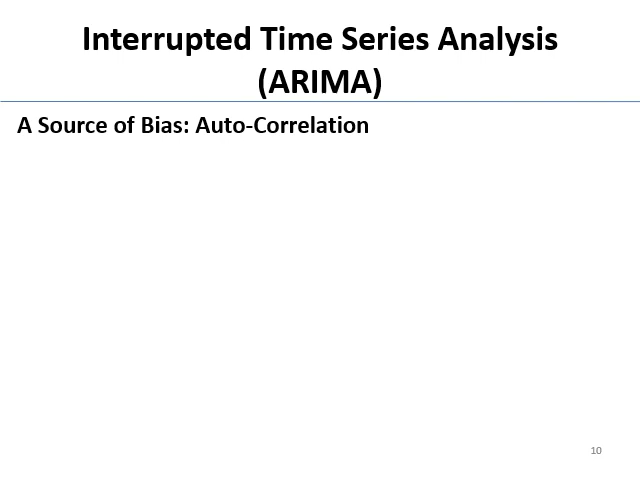 Interrupted Time Series Analysis
(ARIMA)
A Source of Bias: Auto-Correlation
10